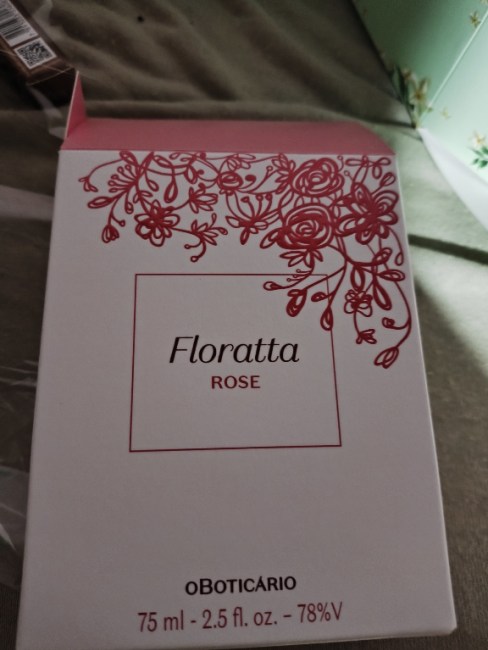 Floratta
ROSE
oBOTICÁRIO
75 ml - 2.5 fl. oz. – 78%V